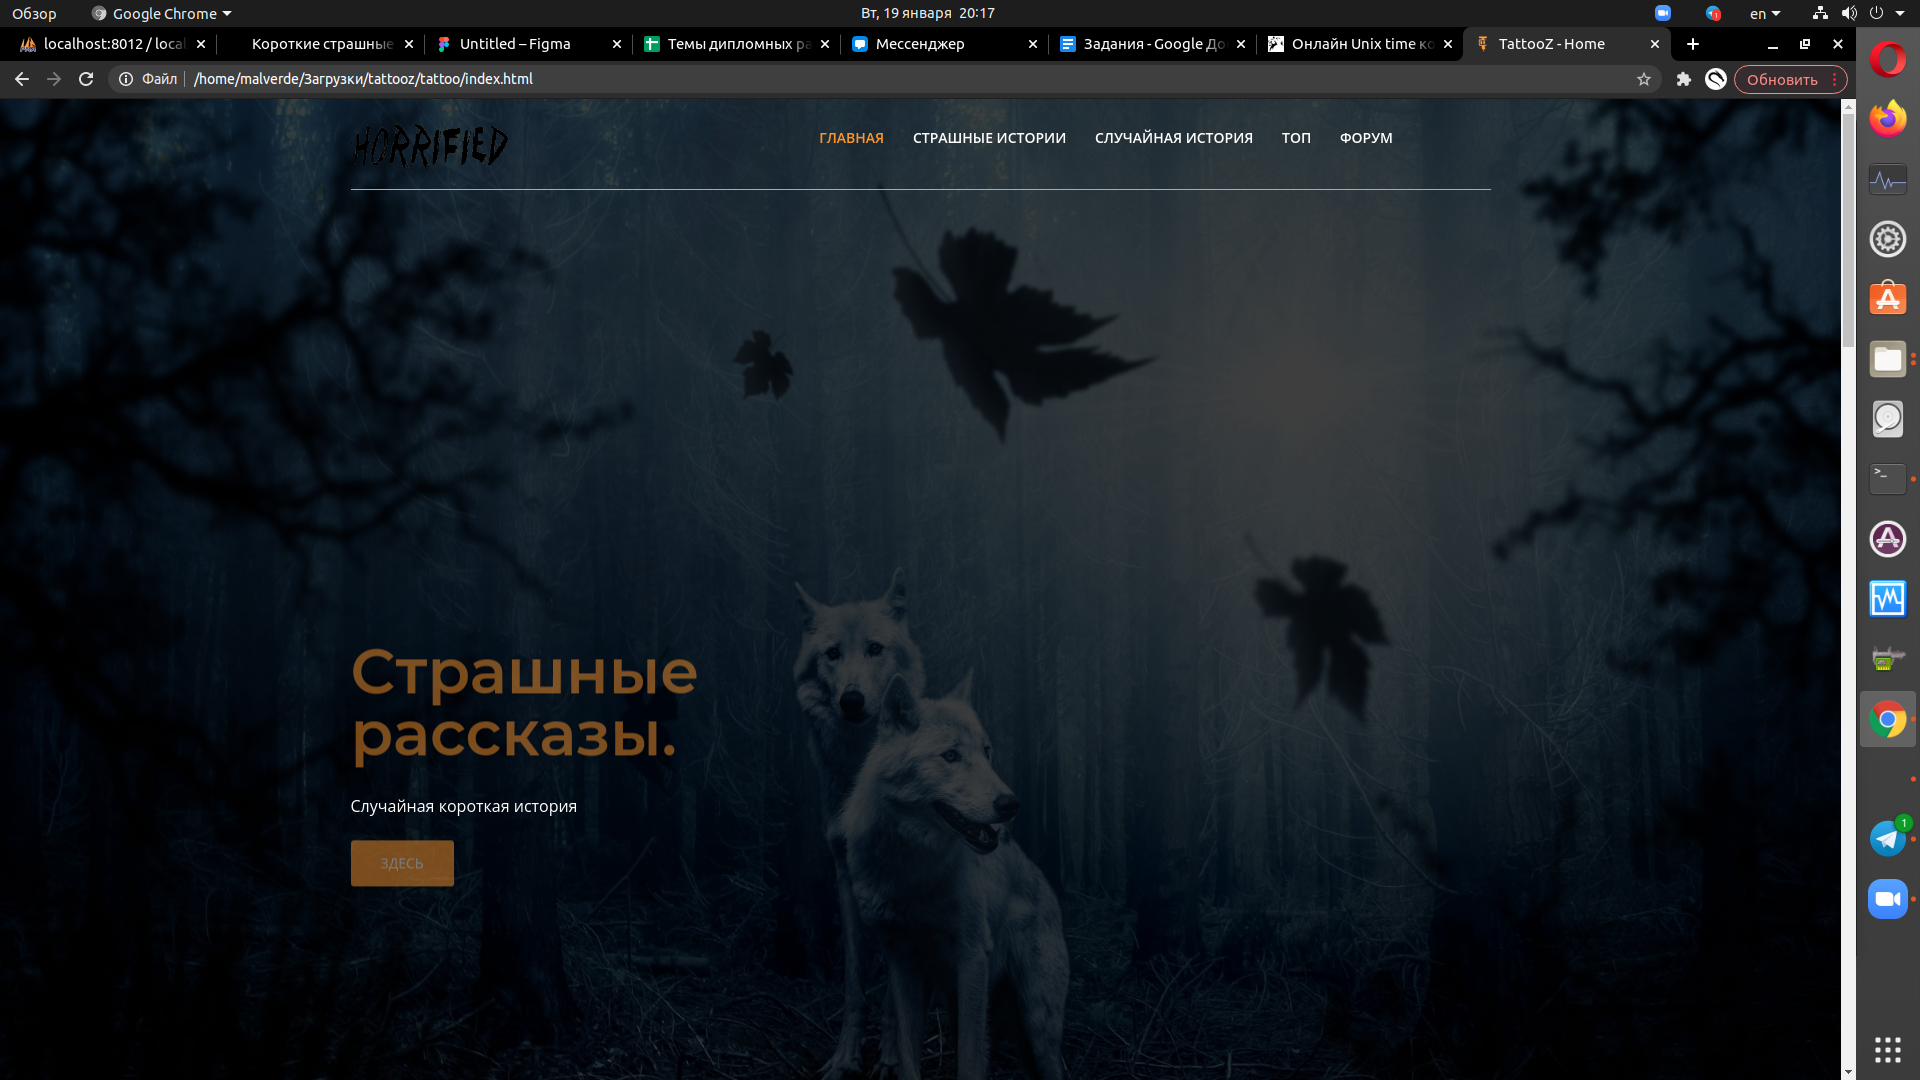 Обзор
Google Chrome
Вт, 19 января 20:17
1
en
localhost:8012 / local
Короткие страшные
Untitled – Figma
Темы дипломных ра
Мессенджер
Задания - Google До
Онлайн Unix time ко
TattooZ - Home
Файл
/home/malverde/Загрузки/tattooz/tattoo/index.html
Обновить
HORRIFIED
ГЛАВНАЯ
СТРАШНЫЕ ИСТОРИИ
СЛУЧАЙНАЯ ИСТОРИЯ
ТОП
ФОРУМ
Страшные
рассказы.
Случайная короткая история
ЗДЕСЬ
1